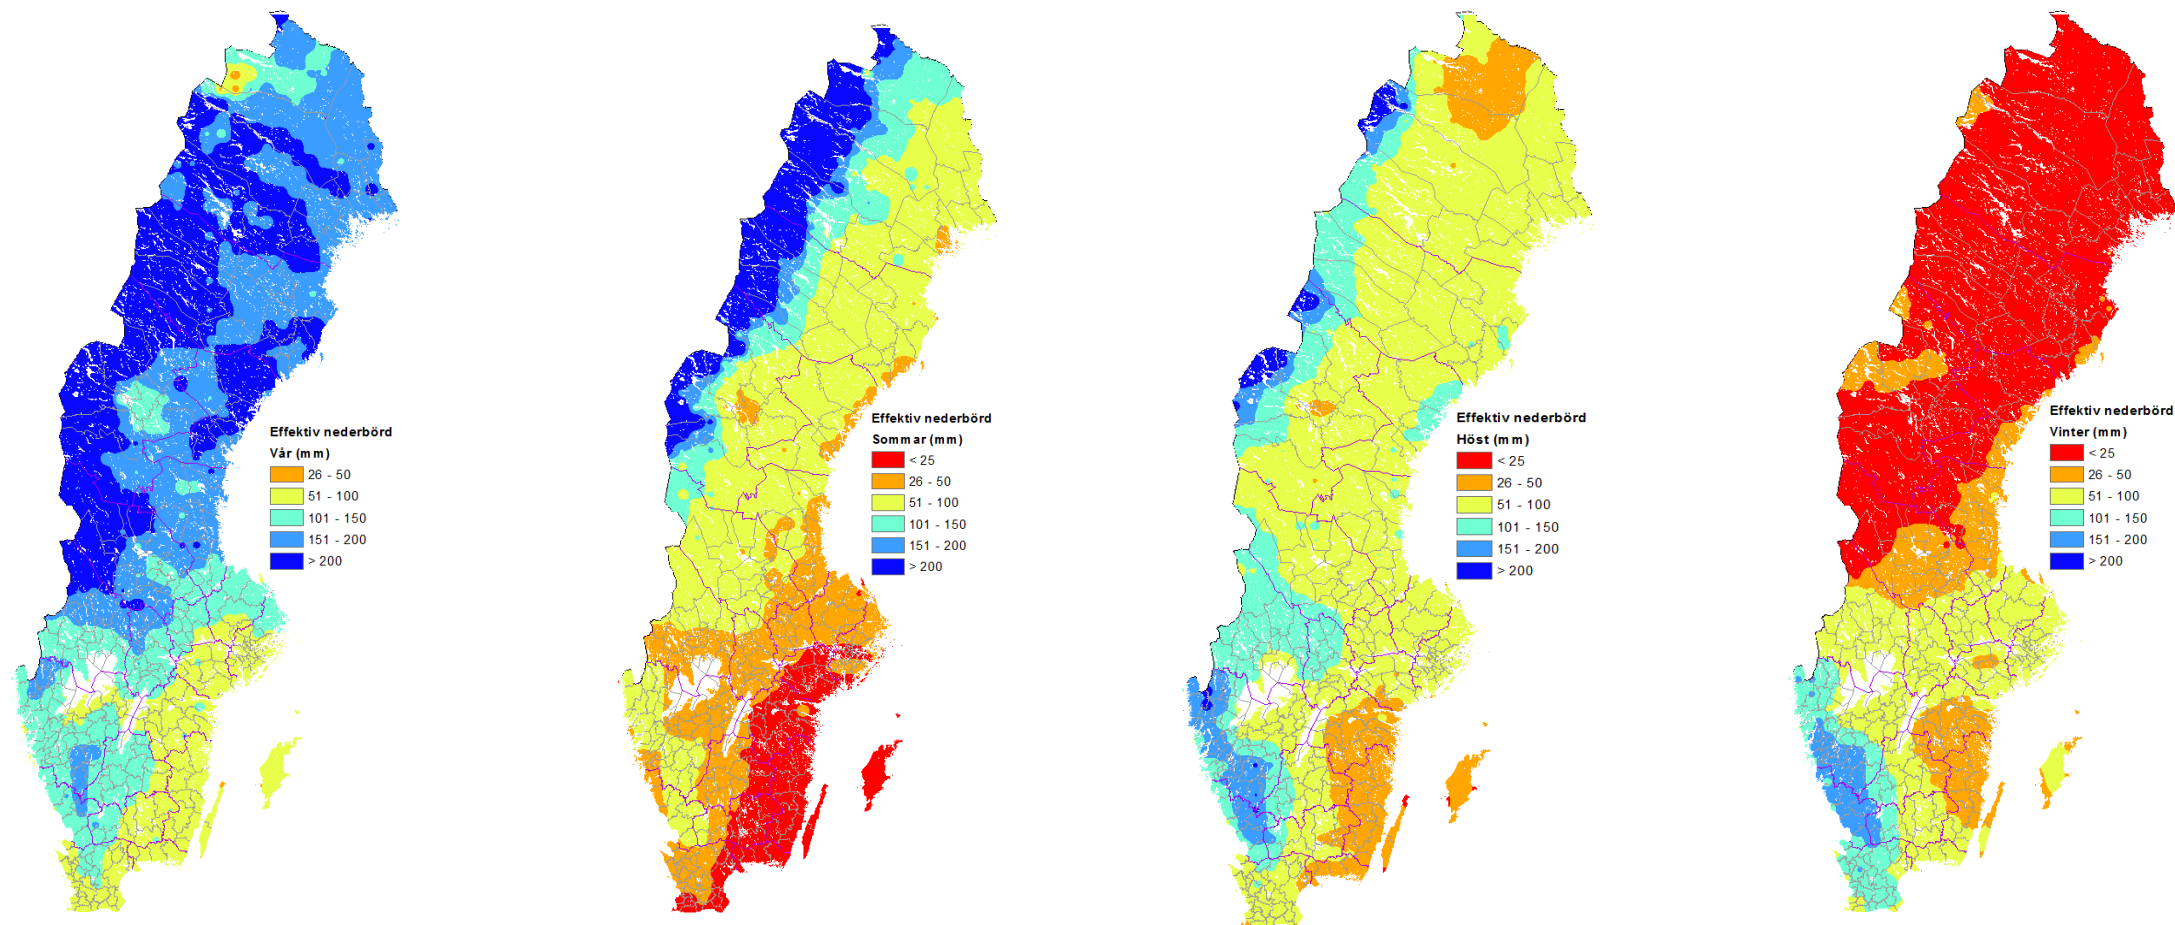 Effektiv nederbörd
Vår (mm)
26 - 50
51 - 100
101 - 150
151 - 200
> 200
Effektiv nederbörd
Sommar (mm)
< 25
26 - 50
51 - 100
101 - 150
151 - 200
> 200
Effektiv nederbörd
Höst (mm)
< 25
26 - 50
51 - 100
101 - 150
151 - 200
> 200
Effektiv nederbörd
Vinter (mm)
< 25
26 - 50
51 - 100
101 - 150
151 - 200
> 200